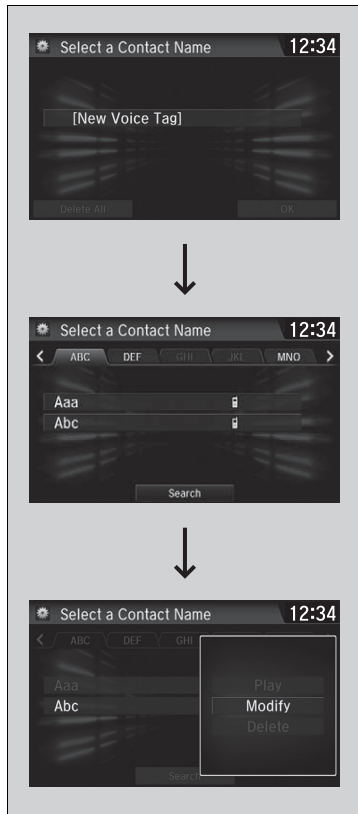 Select a Contact Name 12:34
[New Voice Tag]
Delete All OK
Select a Contact Name 12:34
ABC DEF GHI JKL MNO
Aaa
Abc
Search
Select a Contact Name 12:34
ABC DEF GHI
Aaa Play
Abc Modify
Delete
Search